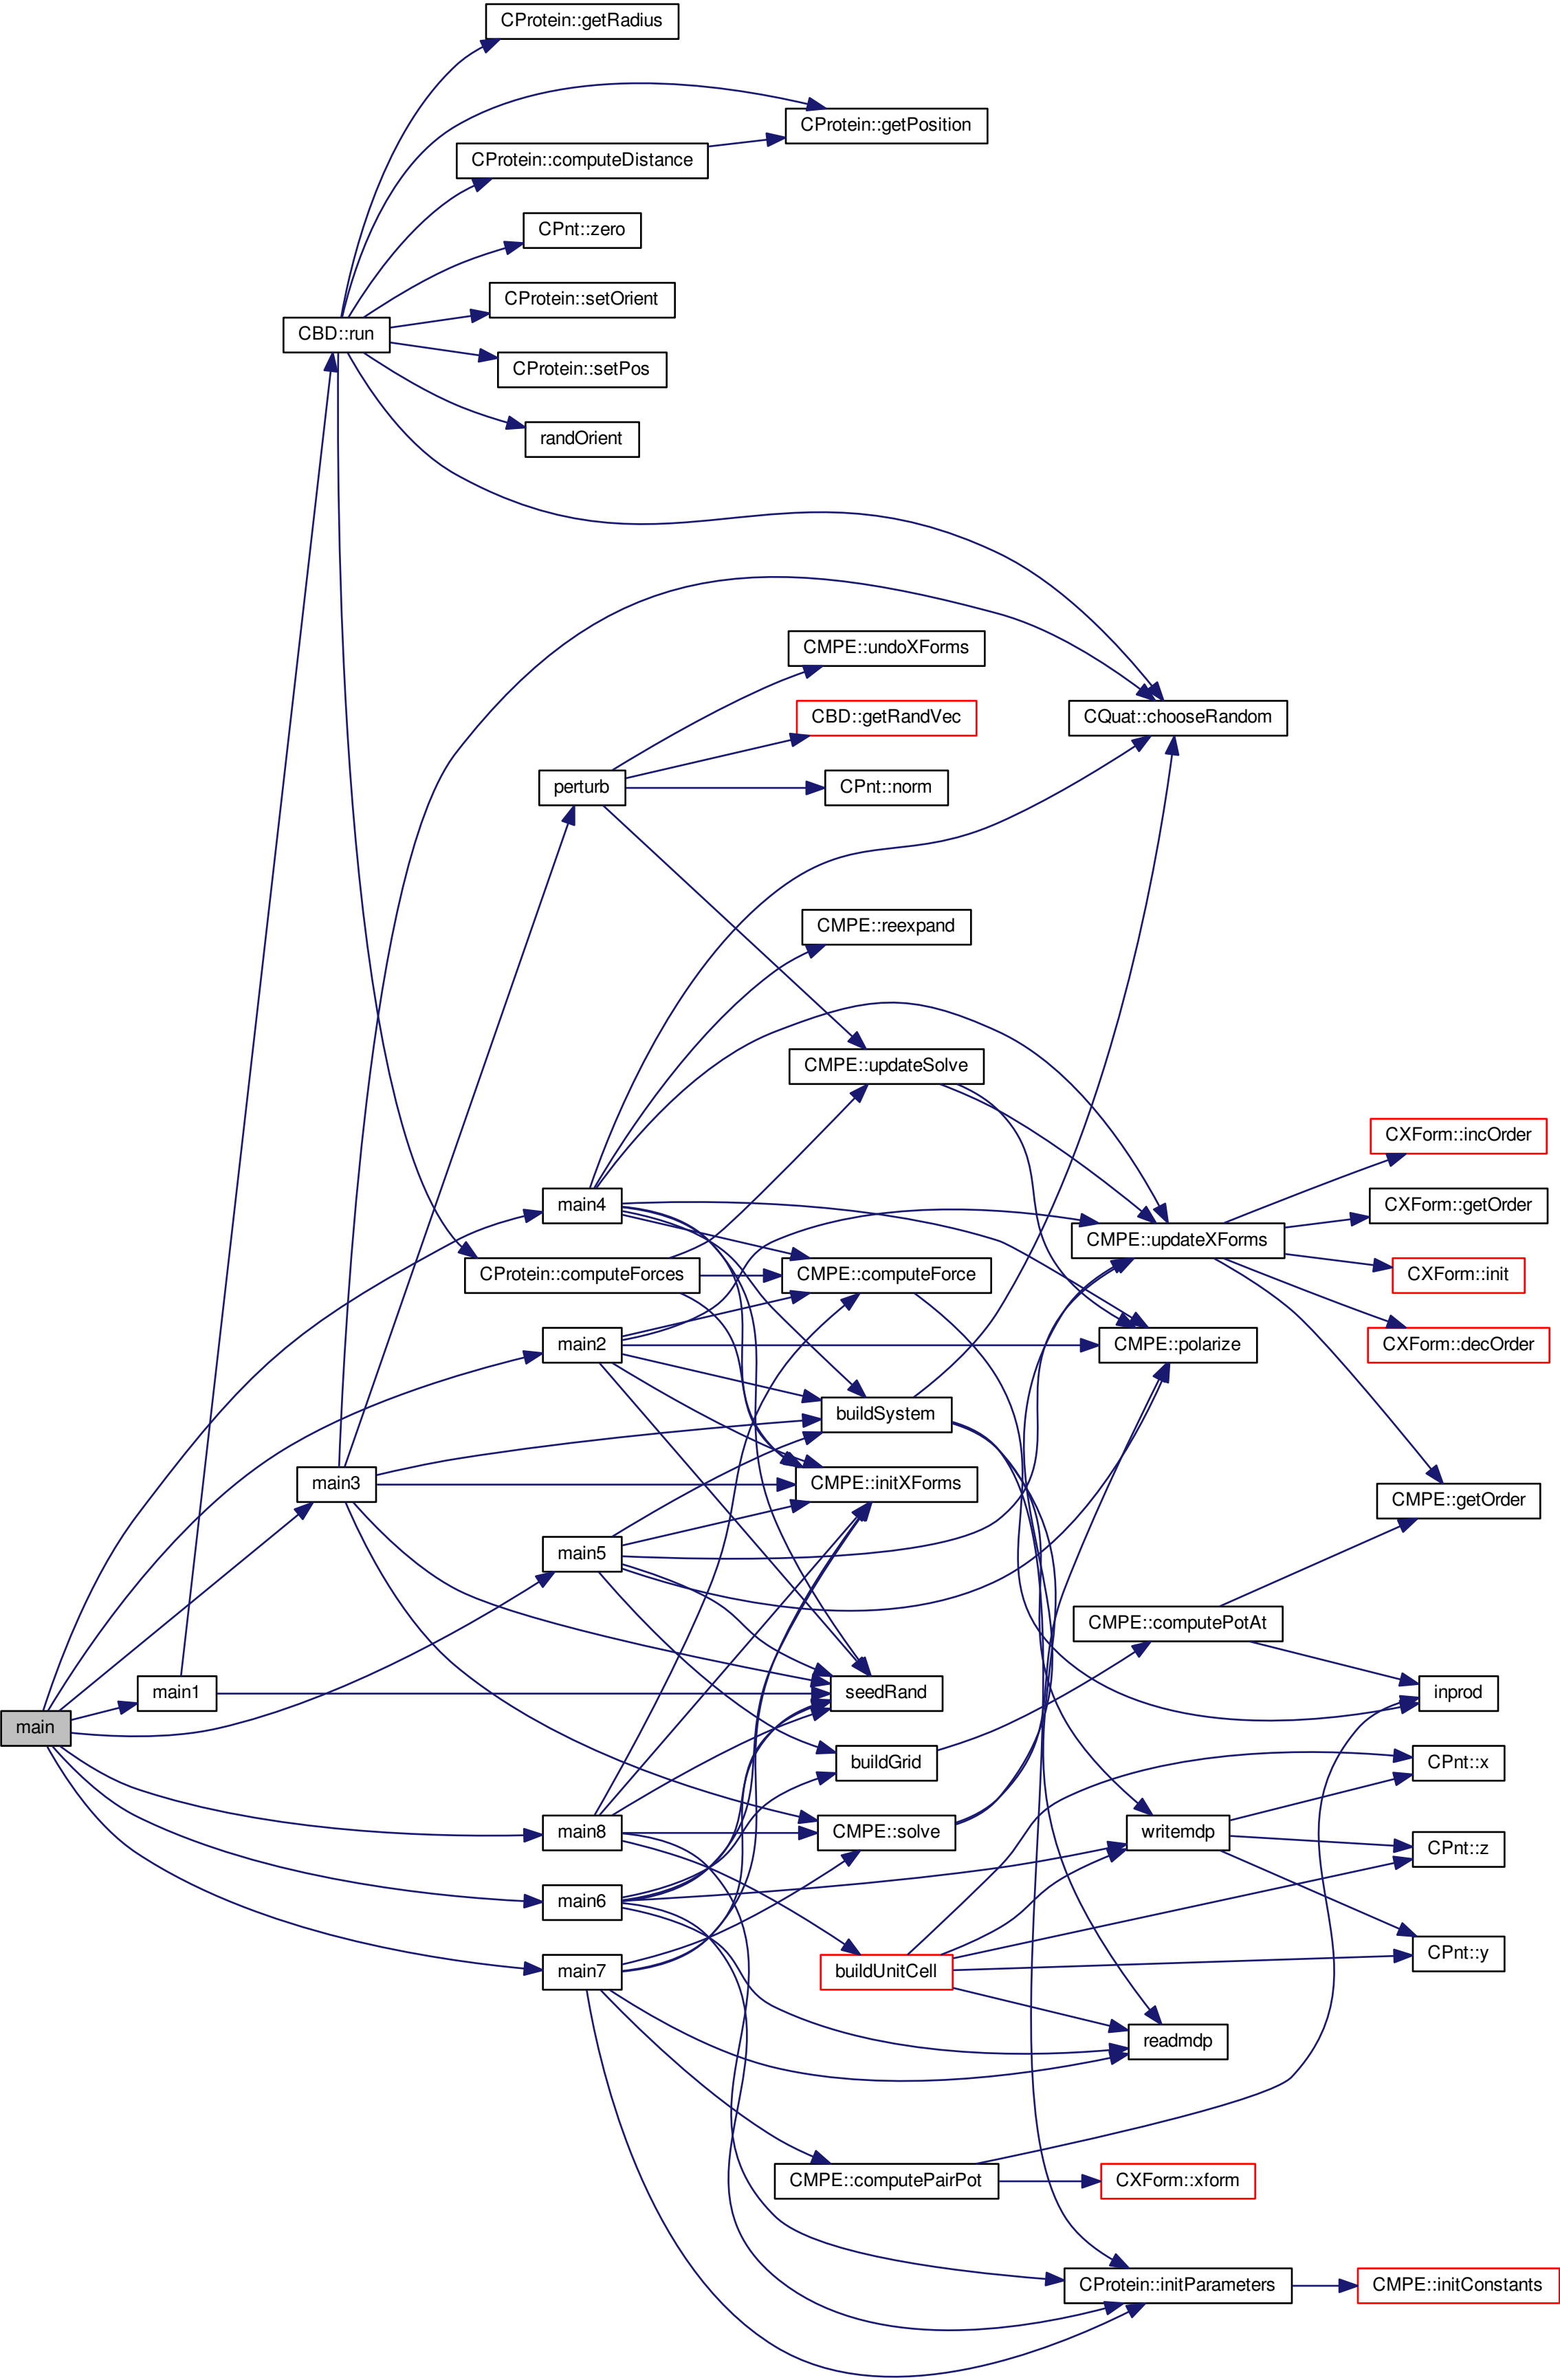 CProtein::getRadius
CProtein::getPosition
CProtein::computeDistance
CPnt::zero
CProtein::setOrient
CBD::run
CProtein::setPos
randOrient
CMPE::undoXForms
CBD::getRandVec
CQuat::chooseRandom
perturb
CPnt::norm
CMPE::reexpand
CMPE::updateSolve
CXForm::incOrder
main4
CXForm::getOrder
CMPE::updateXForms
CProtein::computeForces
CMPE::computeForce
CXForm::init
main2
CMPE::polarize
CXForm::decOrder
buildSystem
main3
CMPE::initXForms
CMPE::getOrder
main5
CMPE::computePotAt
main1
seedRand
inprod
main
buildGrid
CPnt::x
main8
CMPE::solve
writemdp
CPnt::z
main6
CPnt::y
main7
buildUnitCell
readmdp
CMPE::computePairPot
CXForm::xform
CProtein::initParameters
CMPE::initConstants